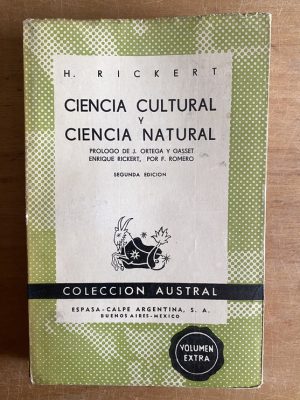 H. RICKERT
CIENCIA CULTURAL
Y
CIENCIA NATURAL
PROLOGO DE J. ORTEGA Y GASSET
ENRIQUE RICKERT, POR F. ROMERO
SEGUNDA EDICION
COLECCION AUSTRAL
ESPASA-CALPE ARGENTINA, S. A.
BUENOS AIRES-MEXICO
VOLUMEN
EXTRA